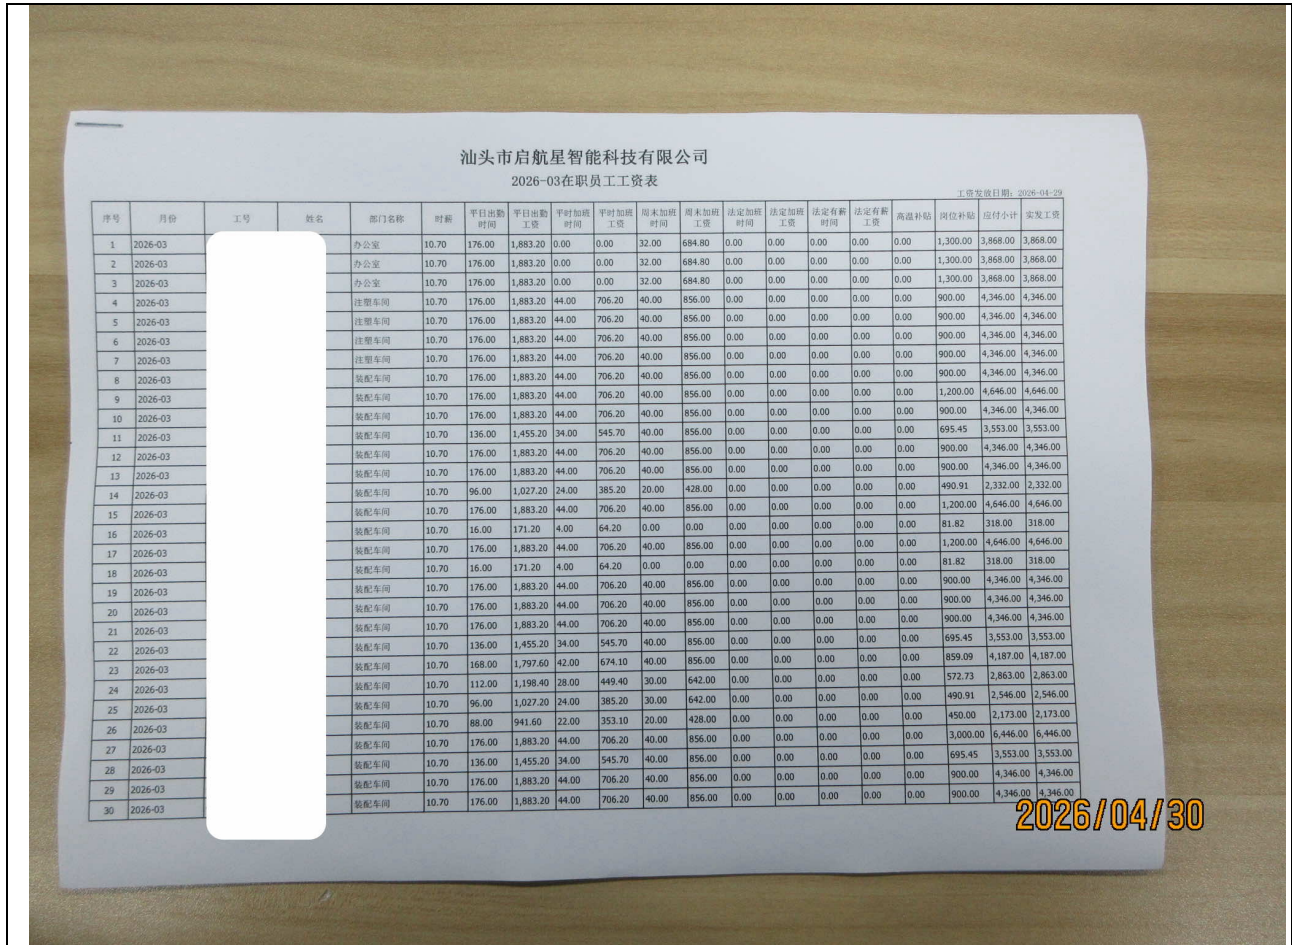 汕头市启航星智能科技有限公司
2026-03在职员工工资表
工资发放日期: 2026-04-29
序号 月份 工号 姓名 部门名称 时薪 平日出勤时间 平日出勤工资 平时加班时间 平时加班工资 周末加班时间 周末加班工资 法定加班时间 法定加班工资 法定有薪时间 法定有薪工资 高温补贴 岗位补贴 应付小计 实发工资
1 2026-03 办公室 10.70 176.00 1,883.20 0.00 0.00 32.00 684.80 0.00 0.00 0.00 0.00 0.00 1,300.00 3,868.00 3,868.00
2 2026-03 办公室 10.70 176.00 1,883.20 0.00 0.00 32.00 684.80 0.00 0.00 0.00 0.00 0.00 1,300.00 3,868.00 3,868.00
3 2026-03 办公室 10.70 176.00 1,883.20 0.00 0.00 32.00 684.80 0.00 0.00 0.00 0.00 0.00 1,300.00 3,868.00 3,868.00
4 2026-03 注塑车间 10.70 176.00 1,883.20 44.00 706.20 40.00 856.00 0.00 0.00 0.00 0.00 0.00 900.00 4,346.00 4,346.00
5 2026-03 注塑车间 10.70 176.00 1,883.20 44.00 706.20 40.00 856.00 0.00 0.00 0.00 0.00 0.00 900.00 4,346.00 4,346.00
6 2026-03 注塑车间 10.70 176.00 1,883.20 44.00 706.20 40.00 856.00 0.00 0.00 0.00 0.00 0.00 900.00 4,346.00 4,346.00
7 2026-03 注塑车间 10.70 176.00 1,883.20 44.00 706.20 40.00 856.00 0.00 0.00 0.00 0.00 0.00 900.00 4,346.00 4,346.00
8 2026-03 装配车间 10.70 176.00 1,883.20 44.00 706.20 40.00 856.00 0.00 0.00 0.00 0.00 0.00 900.00 4,346.00 4,346.00
9 2026-03 装配车间 10.70 176.00 1,883.20 44.00 706.20 40.00 856.00 0.00 0.00 0.00 0.00 0.00 1,200.00 4,646.00 4,646.00
10 2026-03 装配车间 10.70 176.00 1,883.20 44.00 706.20 40.00 856.00 0.00 0.00 0.00 0.00 0.00 900.00 4,346.00 4,346.00
11 2026-03 装配车间 10.70 136.00 1,455.20 34.00 545.70 40.00 856.00 0.00 0.00 0.00 0.00 0.00 695.45 3,553.00 3,553.00
12 2026-03 装配车间 10.70 176.00 1,883.20 44.00 706.20 40.00 856.00 0.00 0.00 0.00 0.00 0.00 900.00 4,346.00 4,346.00
13 2026-03 装配车间 10.70 176.00 1,883.20 44.00 706.20 40.00 856.00 0.00 0.00 0.00 0.00 0.00 900.00 4,346.00 4,346.00
14 2026-03 装配车间 10.70 96.00 1,027.20 24.00 385.20 20.00 428.00 0.00 0.00 0.00 0.00 0.00 490.91 2,332.00 2,332.00
15 2026-03 装配车间 10.70 176.00 1,883.20 44.00 706.20 40.00 856.00 0.00 0.00 0.00 0.00 0.00 1,200.00 4,646.00 4,646.00
16 2026-03 装配车间 10.70 16.00 171.20 4.00 64.20 0.00 0.00 0.00 0.00 0.00 0.00 0.00 81.82 318.00 318.00
17 2026-03 装配车间 10.70 176.00 1,883.20 44.00 706.20 40.00 856.00 0.00 0.00 0.00 0.00 0.00 1,200.00 4,646.00 4,646.00
18 2026-03 装配车间 10.70 16.00 171.20 4.00 64.20 0.00 0.00 0.00 0.00 0.00 0.00 0.00 81.82 318.00 318.00
19 2026-03 装配车间 10.70 176.00 1,883.20 44.00 706.20 40.00 856.00 0.00 0.00 0.00 0.00 0.00 900.00 4,346.00 4,346.00
20 2026-03 装配车间 10.70 176.00 1,883.20 44.00 706.20 40.00 856.00 0.00 0.00 0.00 0.00 0.00 900.00 4,346.00 4,346.00
21 2026-03 装配车间 10.70 176.00 1,883.20 44.00 706.20 40.00 856.00 0.00 0.00 0.00 0.00 0.00 900.00 4,346.00 4,346.00
22 2026-03 装配车间 10.70 136.00 1,455.20 34.00 545.70 40.00 856.00 0.00 0.00 0.00 0.00 0.00 695.45 3,553.00 3,553.00
23 2026-03 装配车间 10.70 168.00 1,797.60 42.00 674.10 40.00 856.00 0.00 0.00 0.00 0.00 0.00 859.09 4,187.00 4,187.00
24 2026-03 装配车间 10.70 112.00 1,198.40 28.00 449.40 30.00 642.00 0.00 0.00 0.00 0.00 0.00 572.73 2,863.00 2,863.00
25 2026-03 装配车间 10.70 96.00 1,027.20 24.00 385.20 30.00 642.00 0.00 0.00 0.00 0.00 0.00 490.91 2,546.00 2,546.00
26 2026-03 装配车间 10.70 88.00 941.60 22.00 353.10 20.00 428.00 0.00 0.00 0.00 0.00 0.00 450.00 2,173.00 2,173.00
27 2026-03 装配车间 10.70 176.00 1,883.20 44.00 706.20 40.00 856.00 0.00 0.00 0.00 0.00 0.00 3,000.00 6,446.00 6,446.00
28 2026-03 装配车间 10.70 136.00 1,455.20 34.00 545.70 40.00 856.00 0.00 0.00 0.00 0.00 0.00 695.45 3,553.00 3,553.00
29 2026-03 装配车间 10.70 176.00 1,883.20 44.00 706.20 40.00 856.00 0.00 0.00 0.00 0.00 0.00 900.00 4,346.00 4,346.00
30 2026-03 装配车间 10.70 176.00 1,883.20 44.00 706.20 40.00 856.00 0.00 0.00 0.00 0.00 0.00 900.00 4,346.00 4,346.00
2026/04/30